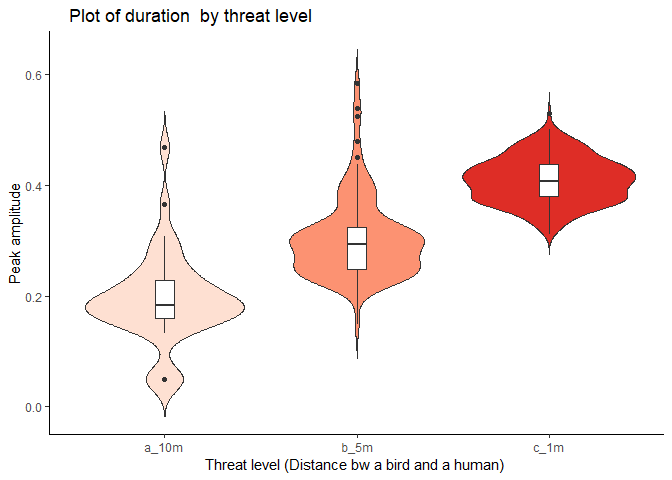 Plot of duration  by threat level
Peak amplitude
0.6
0.4
0.2
0.0
a_10m
b_5m
c_1m
Threat level (Distance bw a bird and a human)